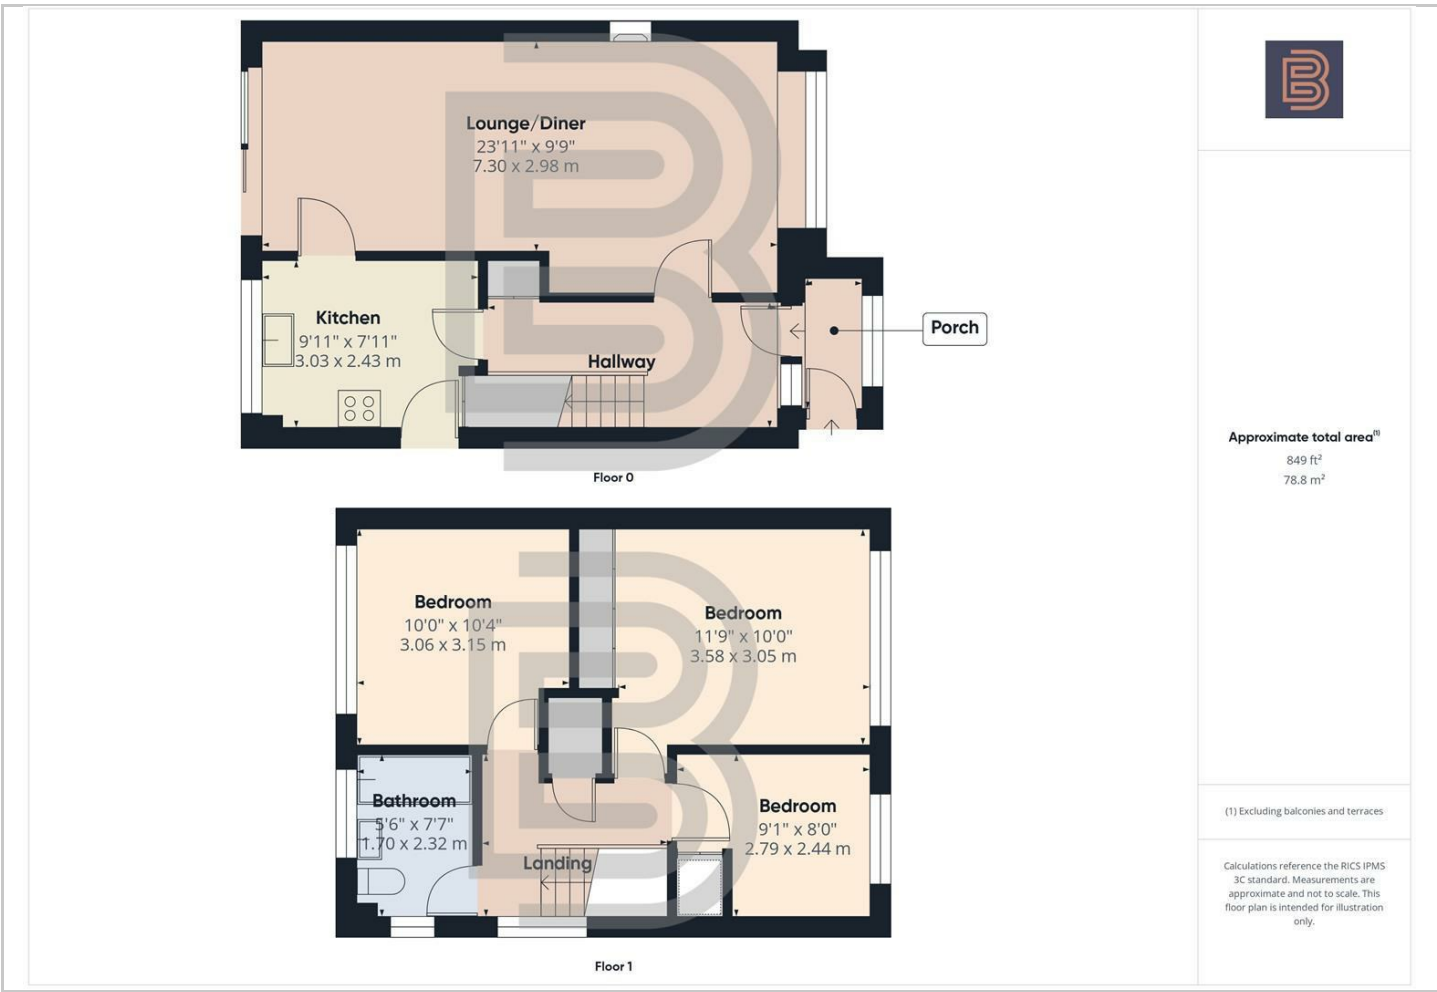 Lounge/Diner
23'11" x 9'9"
7.30 x 2.98 m
Kitchen
9'11" x 7'11"
3.03 x 2.43 m
Hallway
Porch
Floor 0
Bedroom
10'0" x 10'4"
3.06 x 3.15 m
Bedroom
11'9" x 10'0"
3.58 x 3.05 m
Bathroom
5'6" x 7'7"
1.70 x 2.32 m
Landing
Bedroom
9'1" x 8'0"
2.79 x 2.44 m
Floor 1
B
Approximate total area(1)
849 ft²
78.8 m²
(1) Excluding balconies and terraces
Calculations reference the RICS IPMS
3C standard. Measurements are
approximate and not to scale. This
floor plan is intended for illustration
only.